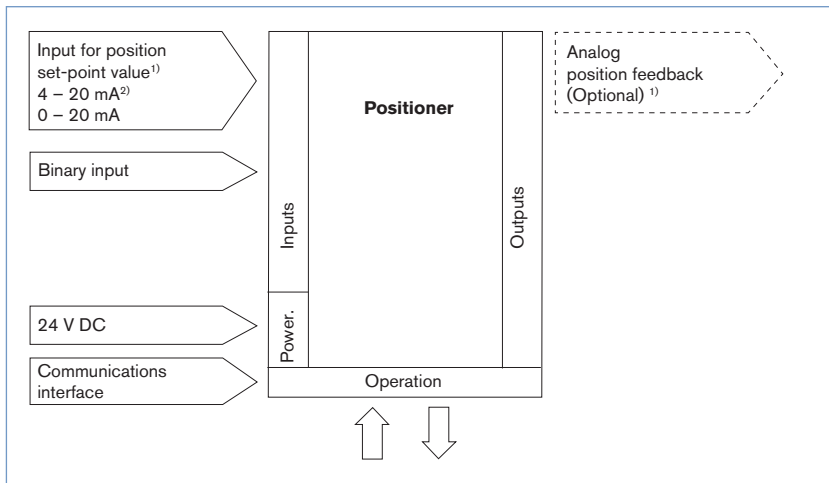 Input for position
set-point value1)
4 – 20 mA2)
0 – 20 mA
Binary input
24 V DC
Communications
interface
Inputs
Power.
Positioner
Operation
Outputs
Analog
position feedback
(Optional) 1)